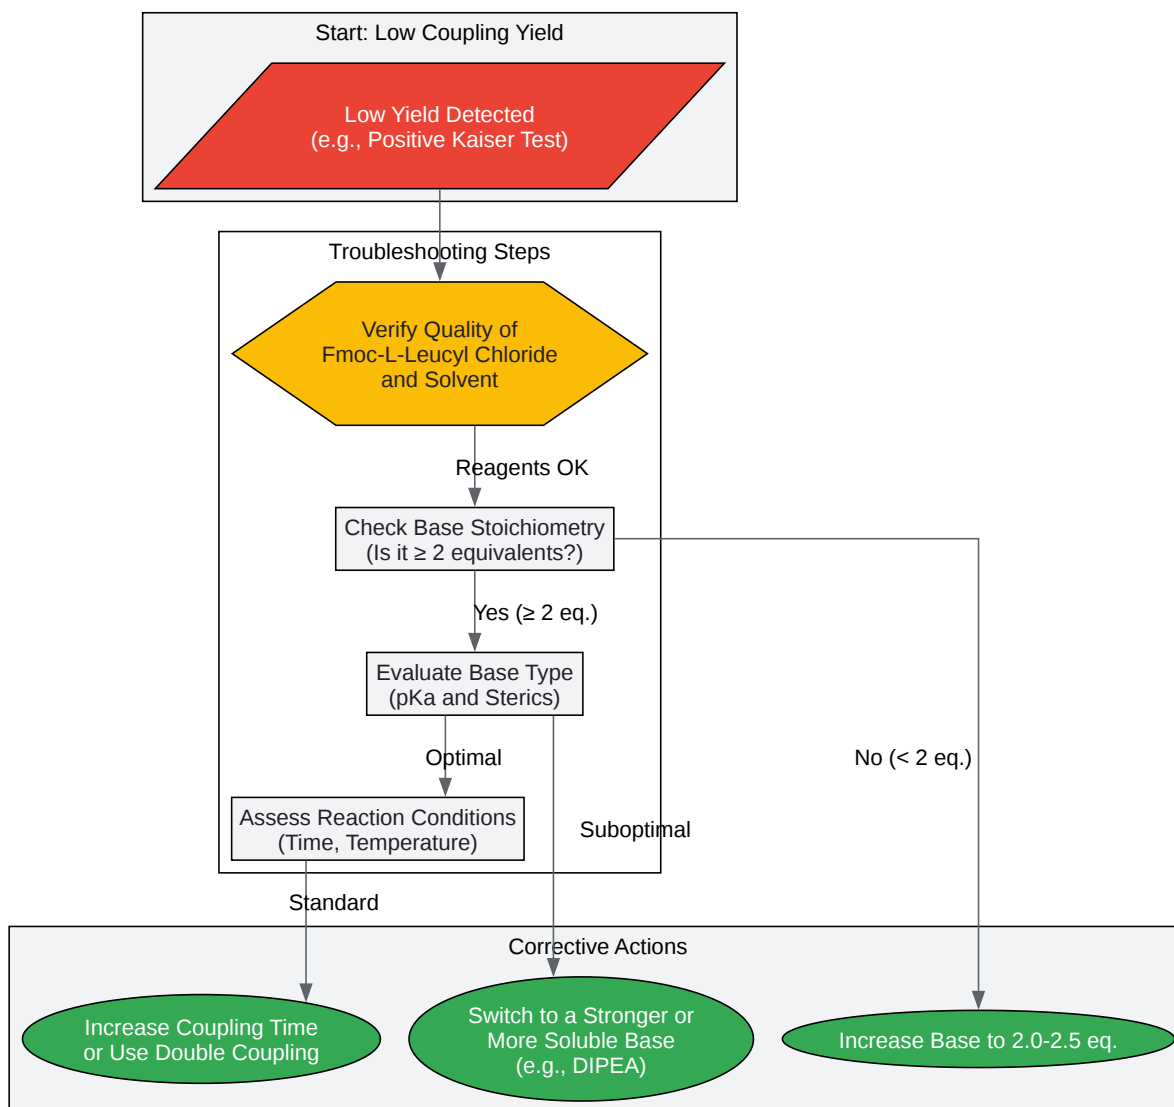 Start: Low Coupling Yield
Low Yield Detected
(e.g., Positive Kaiser Test)
Troubleshooting Steps
Verify Quality of
Fmoc-L-Leucyl Chloride
and Solvent
Reagents OK
Check Base Stoichiometry
(Is it ≥ 2 equivalents?)
Yes (≥ 2 eq.)
Evaluate Base Type
(pKa and Sterics)
Optimal
No (< 2 eq.)
Assess Reaction Conditions
(Time, Temperature)
Suboptimal
Standard
Corrective Actions
Increase Coupling Time
or Use Double Coupling
Switch to a Stronger or
More Soluble Base
(e.g., DIPEA)
Increase Base to 2.0-2.5 eq.